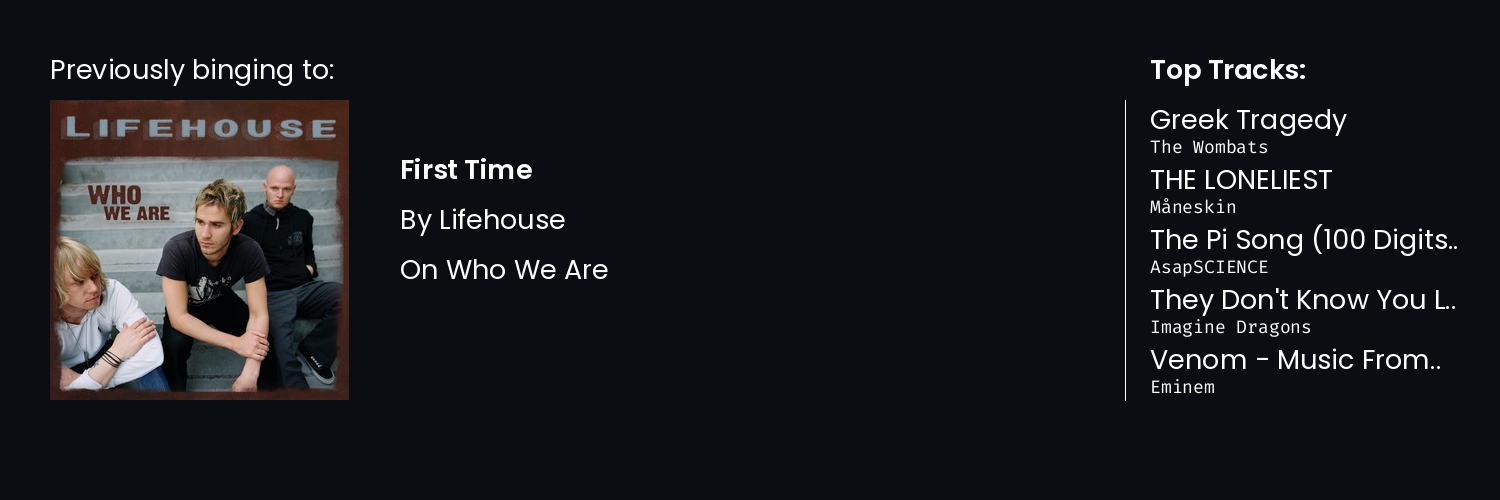 Previously binging to:
LIFEHOUSE
WHO
WE ARE
First Time
By Lifehouse
On Who We Are
Top Tracks:
Greek Tragedy
The Wombats
THE LONELIEST
Måneskin
The Pi Song (100 Digits..
AsapSCIENCE
They Don't Know You L..
Imagine Dragons
Venom - Music From..
Eminem